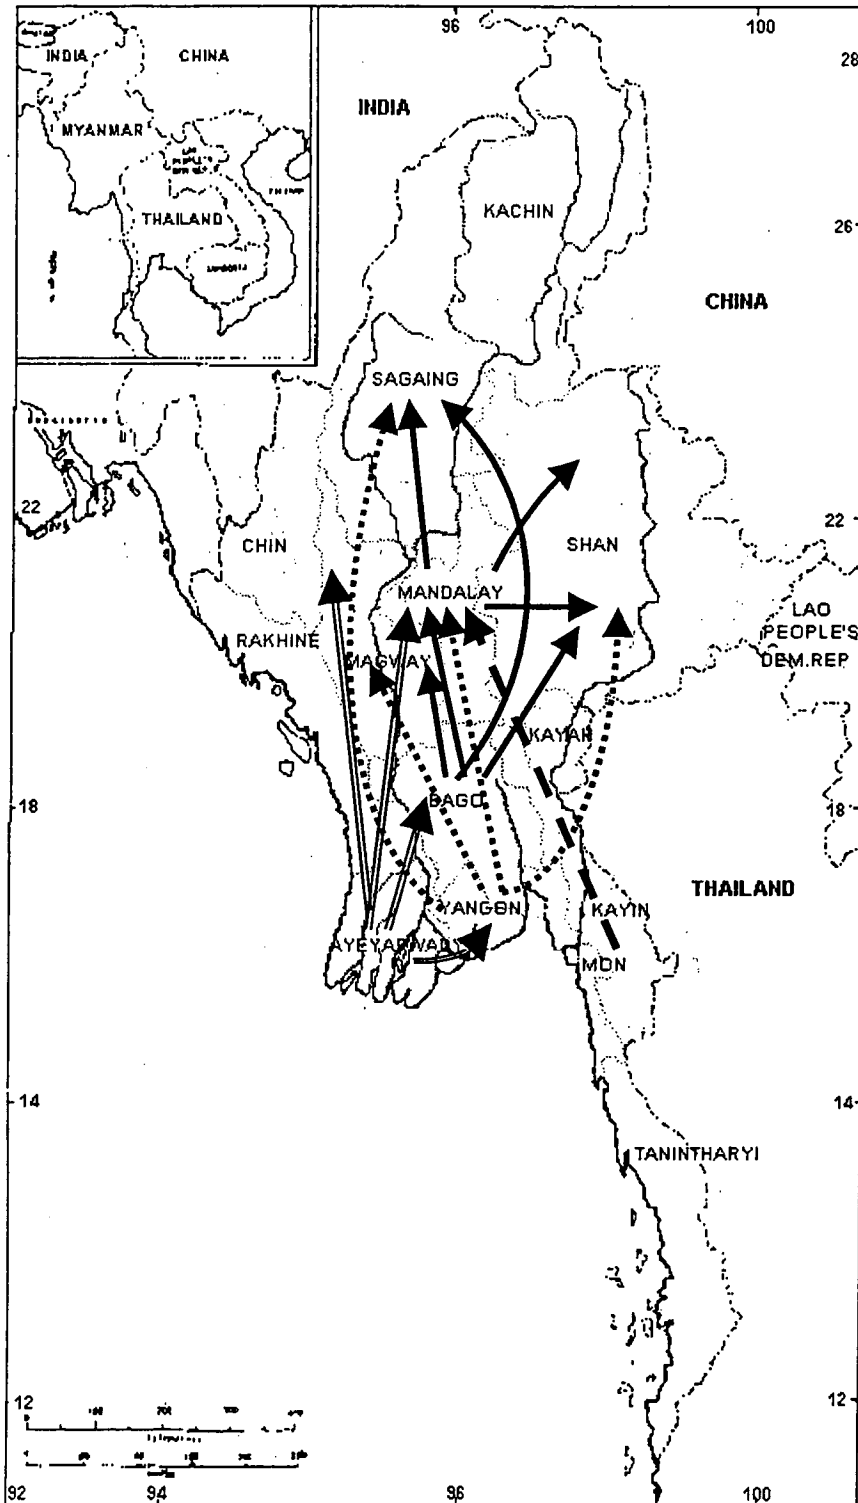 96
100
28
INDIA
CHINA
MYANMAR
THAILAND
INDIA
KACHIN
26
CHINA
SAGAING
22
22
CHIN
SHAN
MANDALAY
LAO
PEOPLE'S
DEM.REP
RAKHINE
MAGWAY
KAYAH
BAGO
18
18
THAILAND
YANGON
KAYIN
AYEYARWADY
MON
14
14
TANINTHARYI
12
12
92
94
96
100